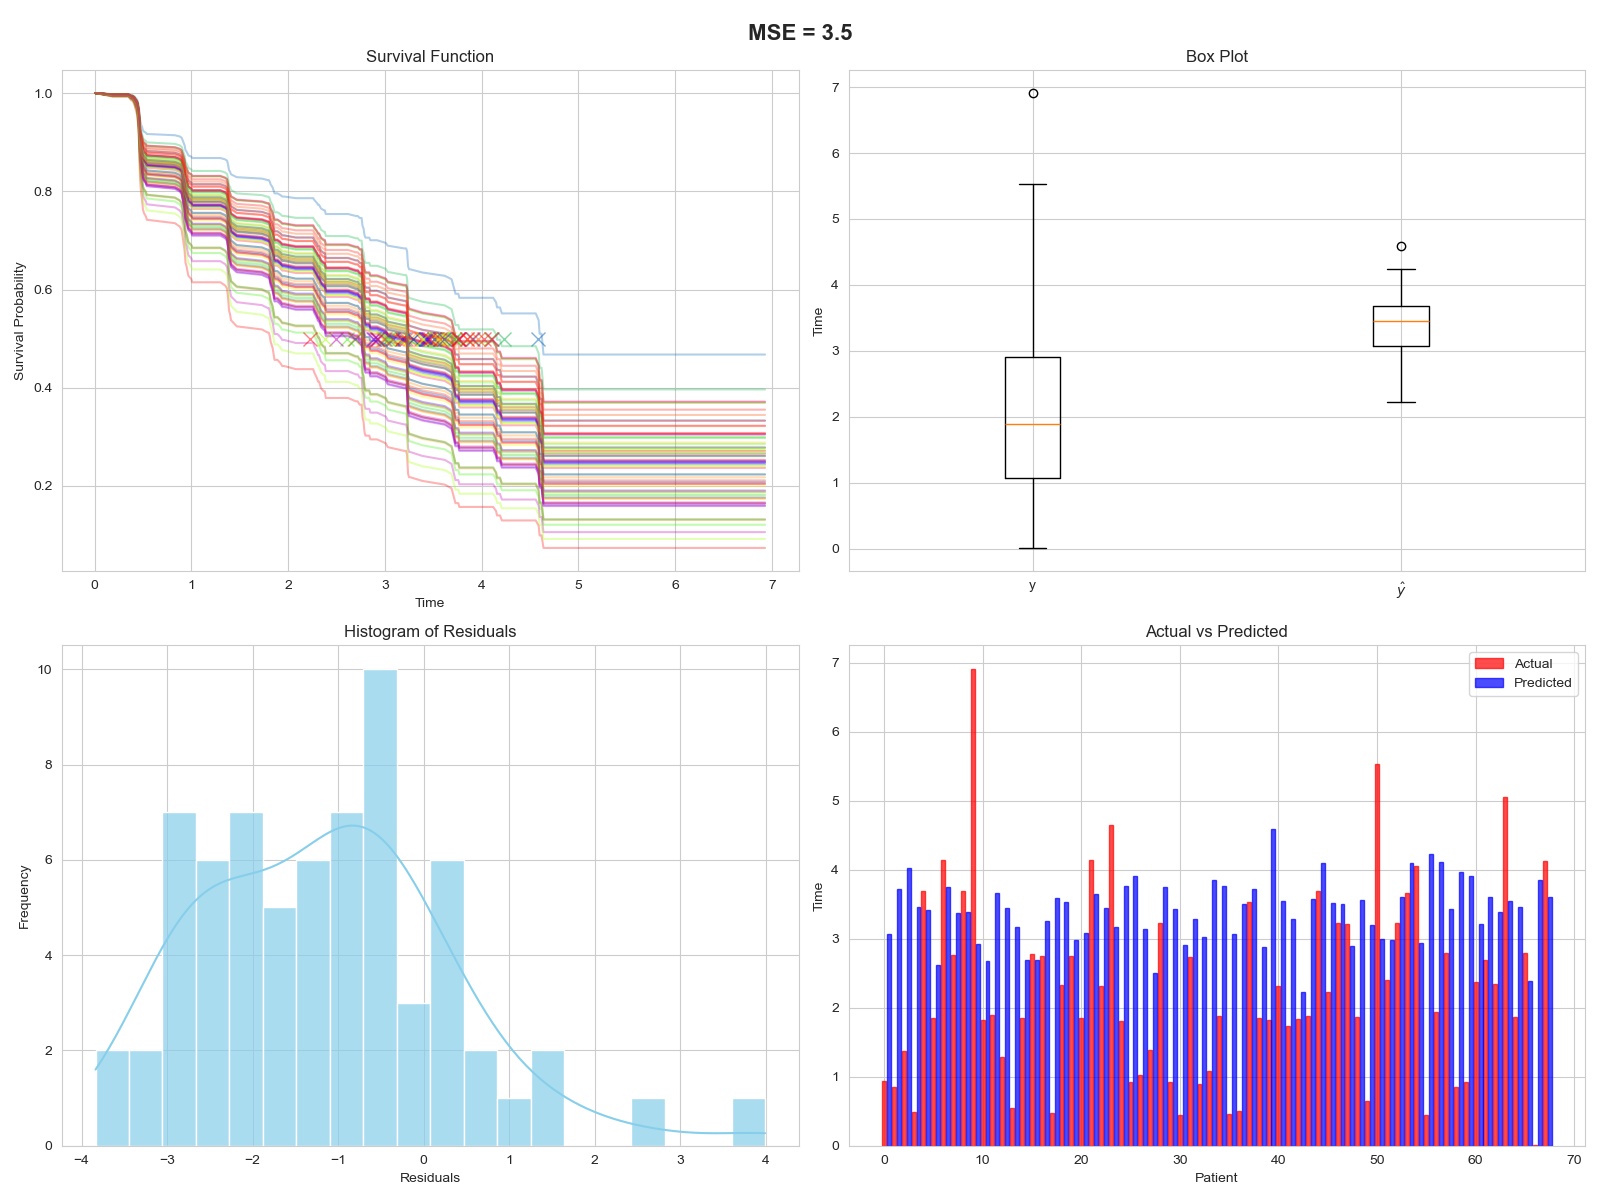 MSE = 3.5
Survival Function
Survival Probability
1.0
0.8
0.6
0.4
0.2
0 1 2 3 4 5 6 7
Time
Box Plot
Time
7
6
5
4
3
2
1
0
y ŷ
Histogram of Residuals
Frequency
10
8
6
4
2
0
−4 −3 −2 −1 0 1 2 3 4
Residuals
Actual vs Predicted
Actual
Predicted
Time
7
6
5
4
3
2
1
0
0 10 20 30 40 50 60 70
Patient